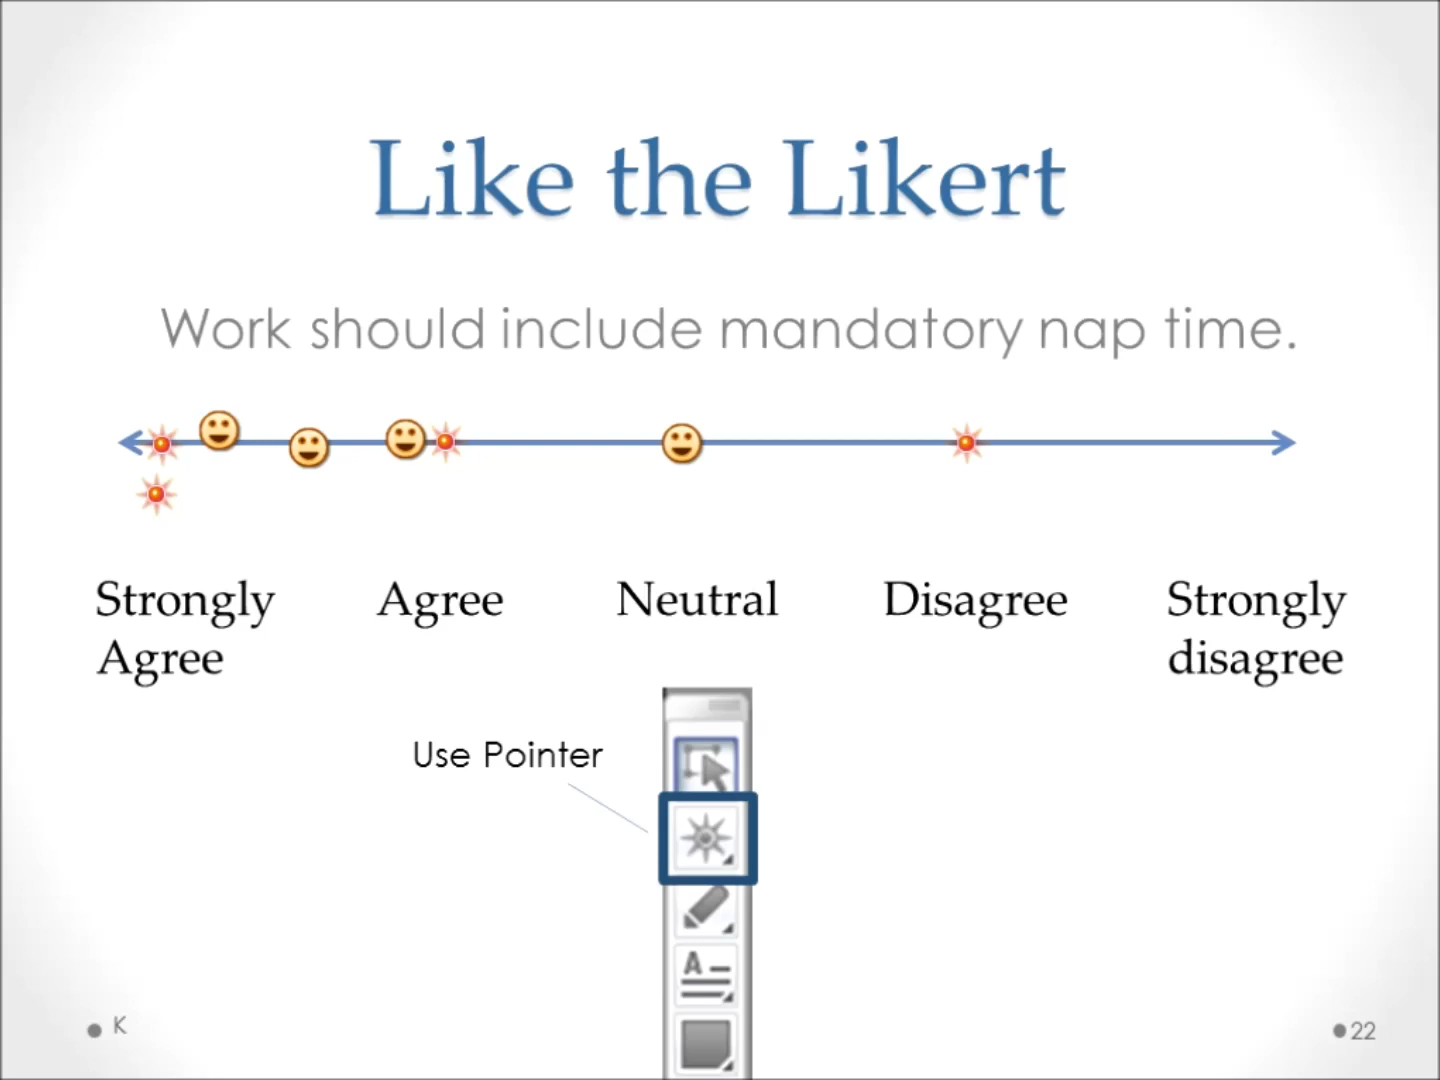 Like the Likert
Work should include mandatory nap time.
Strongly Agree
Agree
Neutral
Disagree
Strongly disagree
Use Pointer
A
K
22